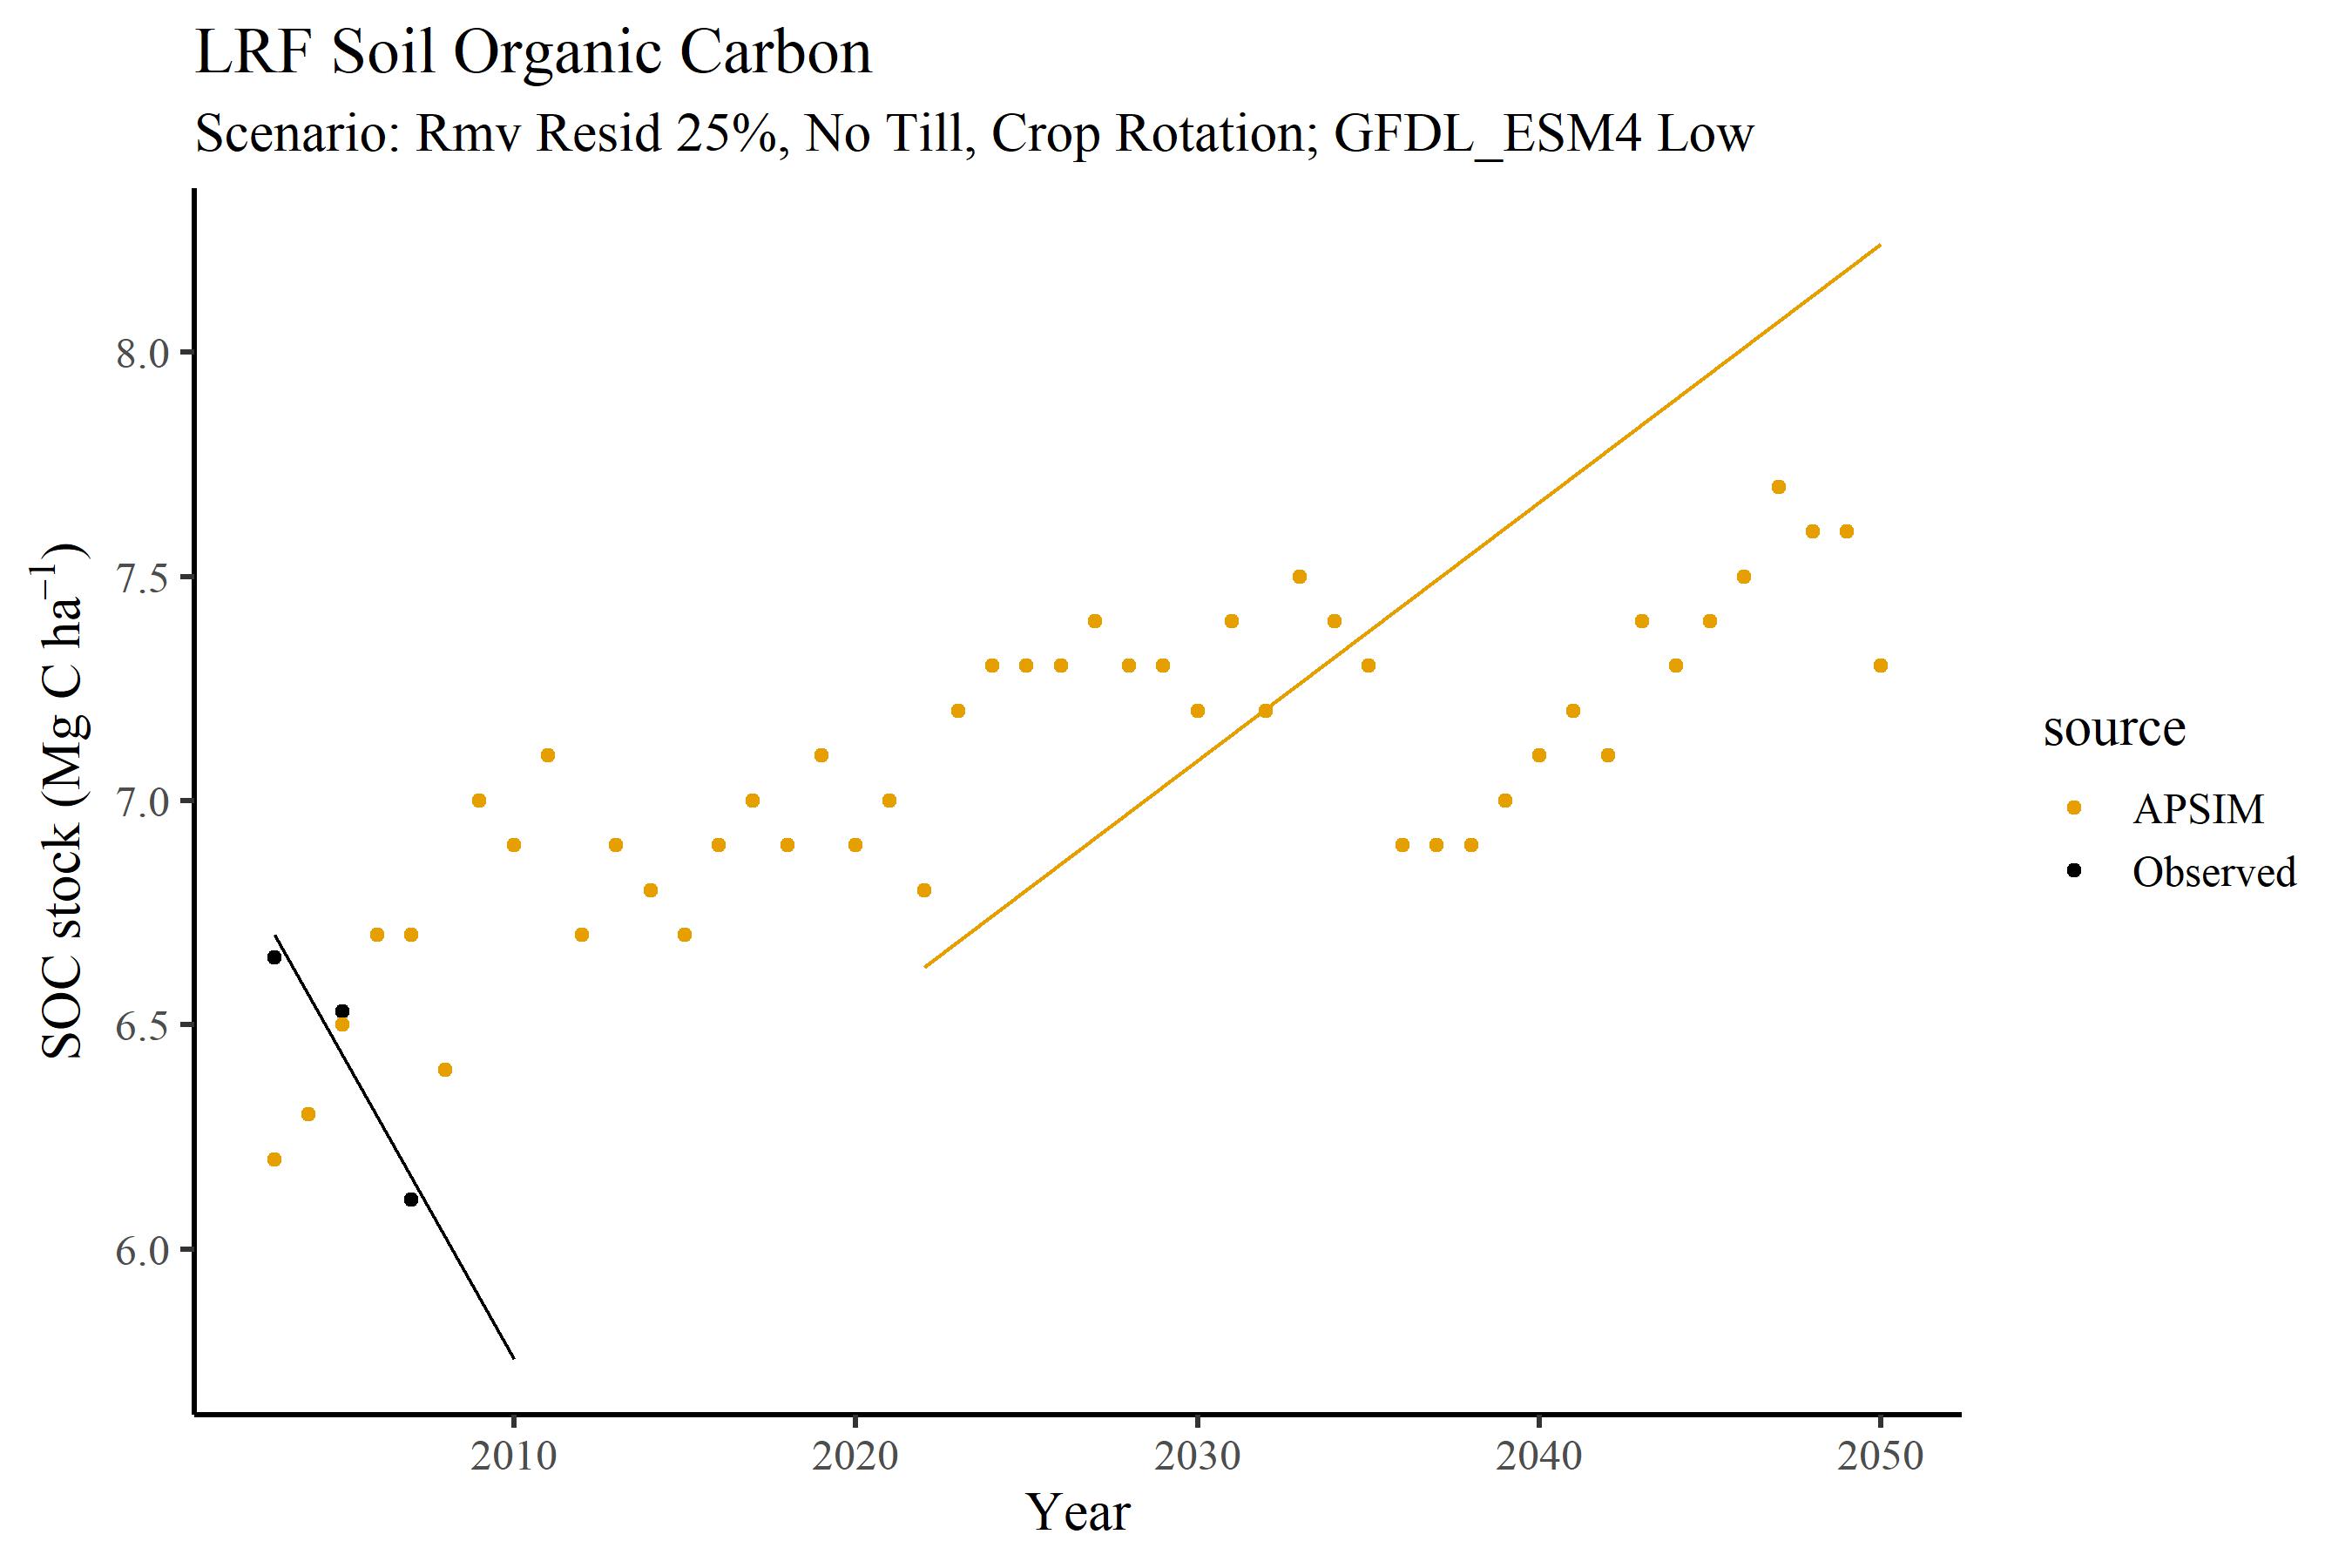 LRF Soil Organic Carbon
Scenario: Rmv Resid 25%, No Till, Crop Rotation; GFDL_ESM4 Low
SOC stock (Mg C ha⁻¹)
8.0
7.5
7.0
6.5
6.0
2010 2020 2030 2040 2050
Year
source
APSIM
Observed